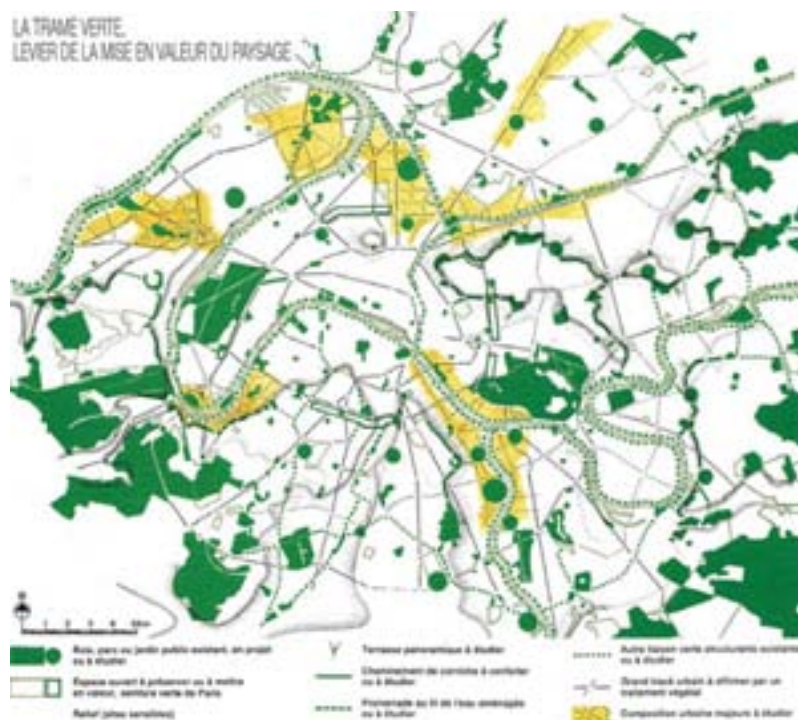 LA TRAME VERTE,
LEVIER DE LA MISE EN VALEUR DU PAYSAGE
Bois, parc ou jardin public existant, en projet
ou à étudier
Espace ouvert à préserver ou à mettre
en valeur, ceinture verte de Paris
Relief (sites sensibles)
Terrasse panoramique à étudier
Cheminement de corniche à conforter
ou à étudier
Promenade au fil de l'eau aménagée
ou à étudier
Autre liaison verte structurante existante
ou à étudier
Grand tracé urbain à affirmer par un
traitement végétal
Composition urbaine majeure à étudier